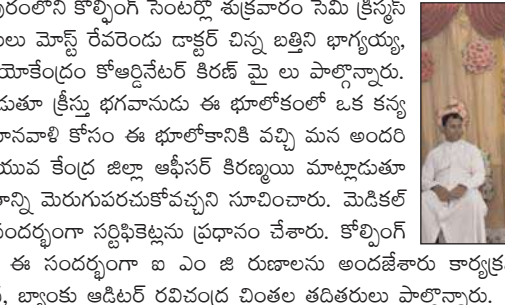 పురంలోని కోల్పింగ్ సెంటర్లో శుక్రవారం సెమి క్రిస్మస్
లు మోస్ట్ రేవరెండు డాక్టర్ చిన్న బత్తిని భాగ్యయ్య,
యోకేంద్రం కోఆర్డినేటర్ కిరణ్ మై లు పాల్గొన్నారు.
డుతూ క్రీస్తు భగవానుడు ఈ భూలోకంలో ఒక కన్య
ానవాళి కోసం ఈ భూలోకానికి వచ్చి మన అందరి
యువ కేంద్ర జిల్లా ఆఫీసర్ కిరణ్మయి మాట్లాడుతూ
తాన్ని మెరుగుపరచుకోవచ్చని సూచించారు. మెడికల్
సందర్భంగా సర్టిఫికెట్లను ప్రధానం చేశారు. కోల్పింగ్
ఈ సందర్భంగా ఐ ఎం జి రుణాలను అందజేశారు కార్యక్ర
బ్యాంకు ఆడిటర్ రవిచంద్ర చింతల తదితరులు పాల్గొన్నారు.